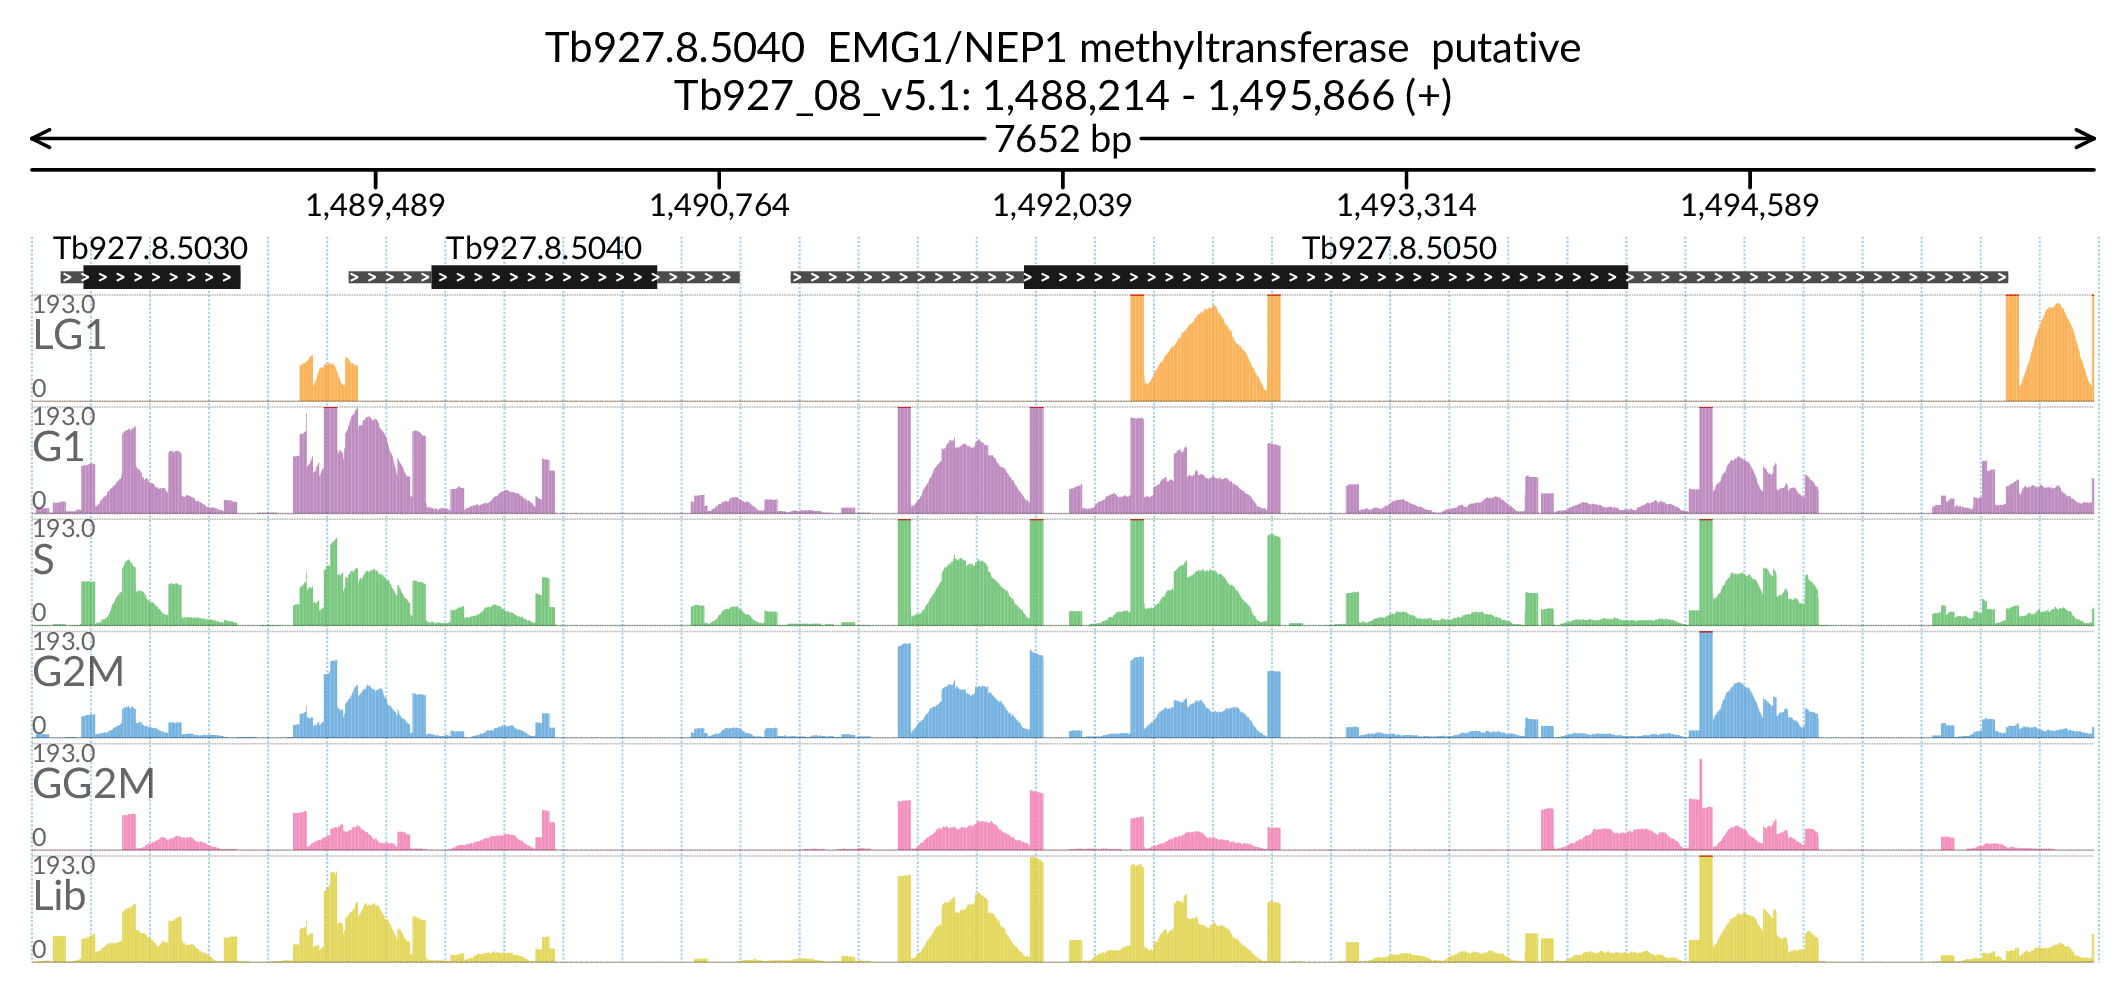 Tb927.8.5040 EMG1/NEP1 methyltransferase putative
Tb927_08_v5.1: 1,488,214 - 1,495,866 (+)
7652 bp
1,489,489 1,490,764 1,492,039 1,493,314 1,494,589
Tb927.8.5030 Tb927.8.5040 Tb927.8.5050
193.0
LG1
0
193.0
G1
0
193.0
S
0
193.0
G2M
0
193.0
GG2M
0
193.0
Lib
0